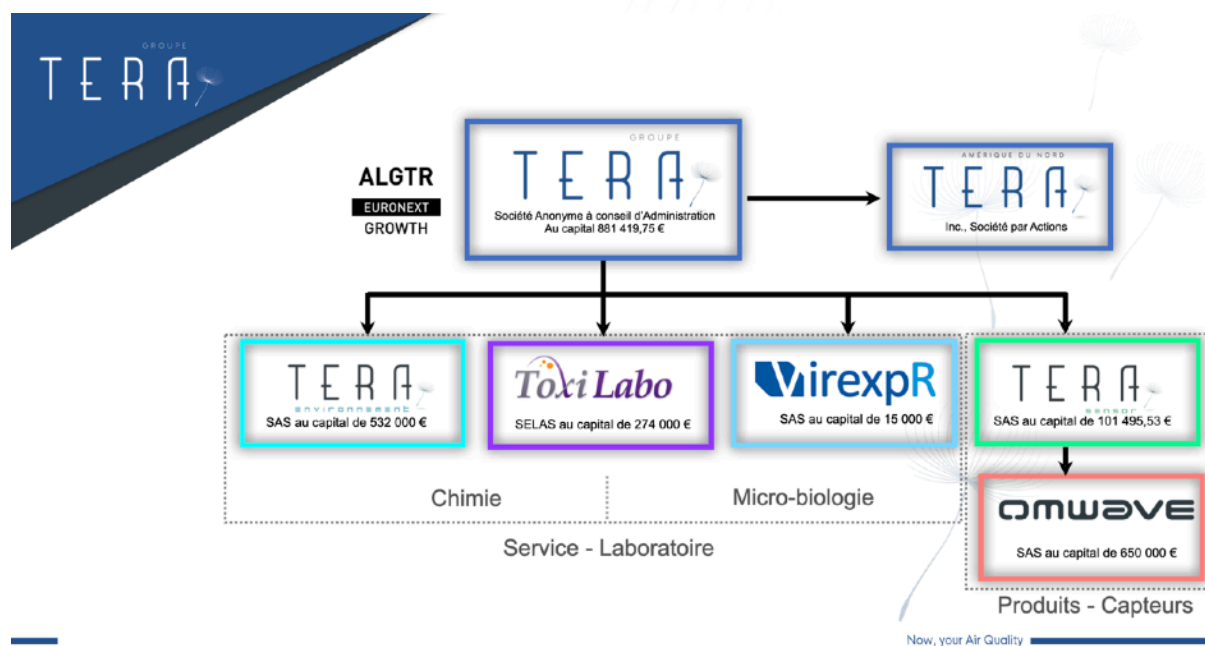 GROUPE
TERA
GROUPE
TERA
Société Anonyme à conseil d'Administration
Au capital 881 419,75 €
ALGTR
EURONEXT
GROWTH
AMÉRIQUE DU NORD
TERA
Inc., Société par Actions
TERA
environnement
SAS au capital de 532 000 €
Toxi Labo
SELAS au capital de 274 000 €
VirexpR
SAS au capital de 15 000 €
TERA
sensor
SAS au capital de 101 495,53 €
Chimie
Micro-biologie
Service - Laboratoire
omwave
SAS au capital de 650 000 €
Produits - Capteurs
Now, your Air Quality